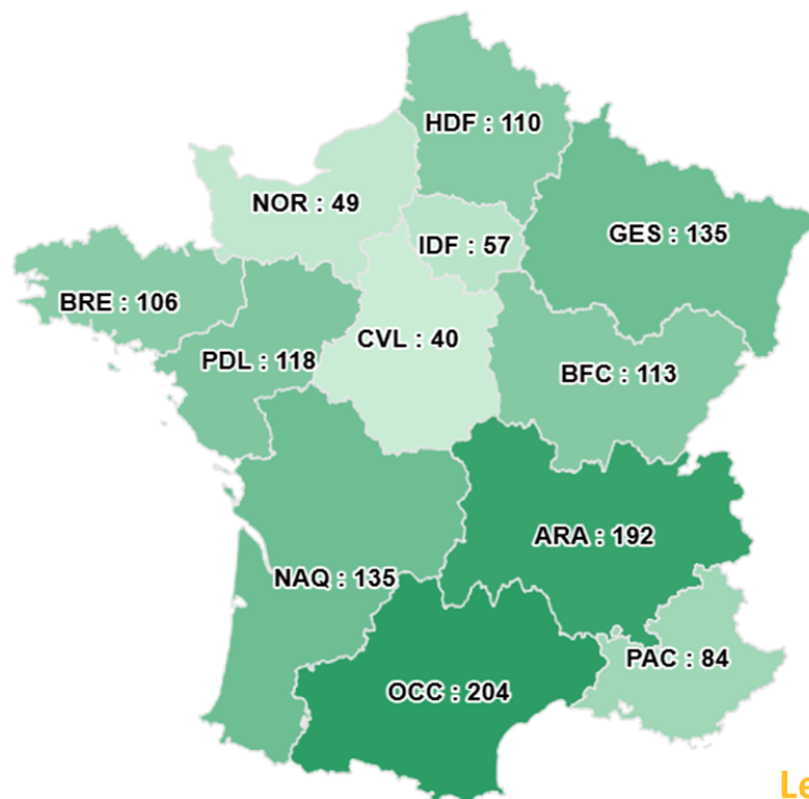 HDF : 110
NOR : 49
IDF : 57
GES : 135
BRE : 106
PDL : 118
CVL : 40
BFC : 113
ARA : 192
NAQ : 135
PAC : 84
OCC : 204
Le